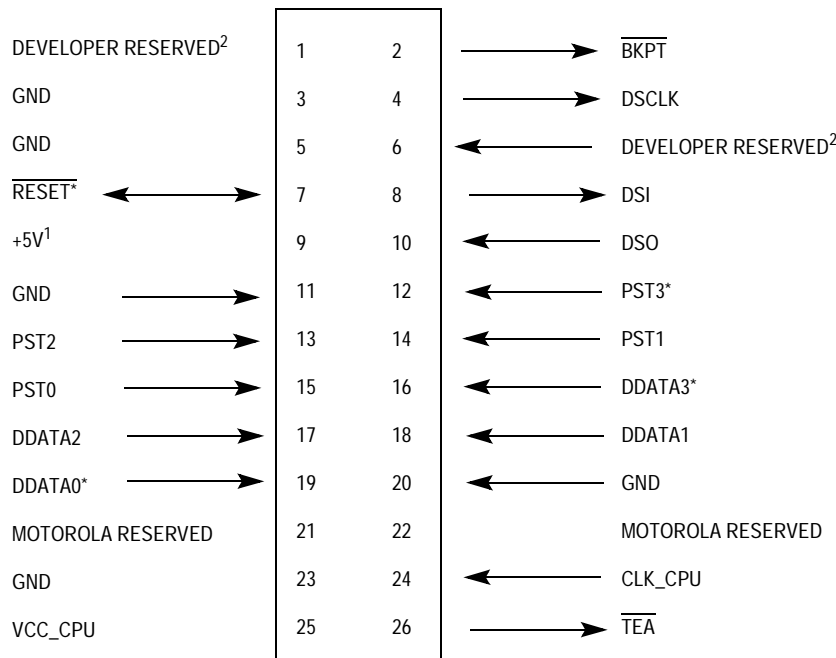 DEVELOPER RESERVED2 1 2 BKPT
GND 3 4 DSCLK
GND 5 6 DEVELOPER RESERVED2
RESET* 7 8 DSI
+5V1 9 10 DSO
GND 11 12 PST3*
PST2 13 14 PST1
PST0 15 16 DDATA3*
DDATA2 17 18 DDATA1
DDATA0* 19 20 GND
MOTOROLA RESERVED 21 22 MOTOROLA RESERVED
GND 23 24 CLK_CPU
VCC_CPU 25 26 TEA